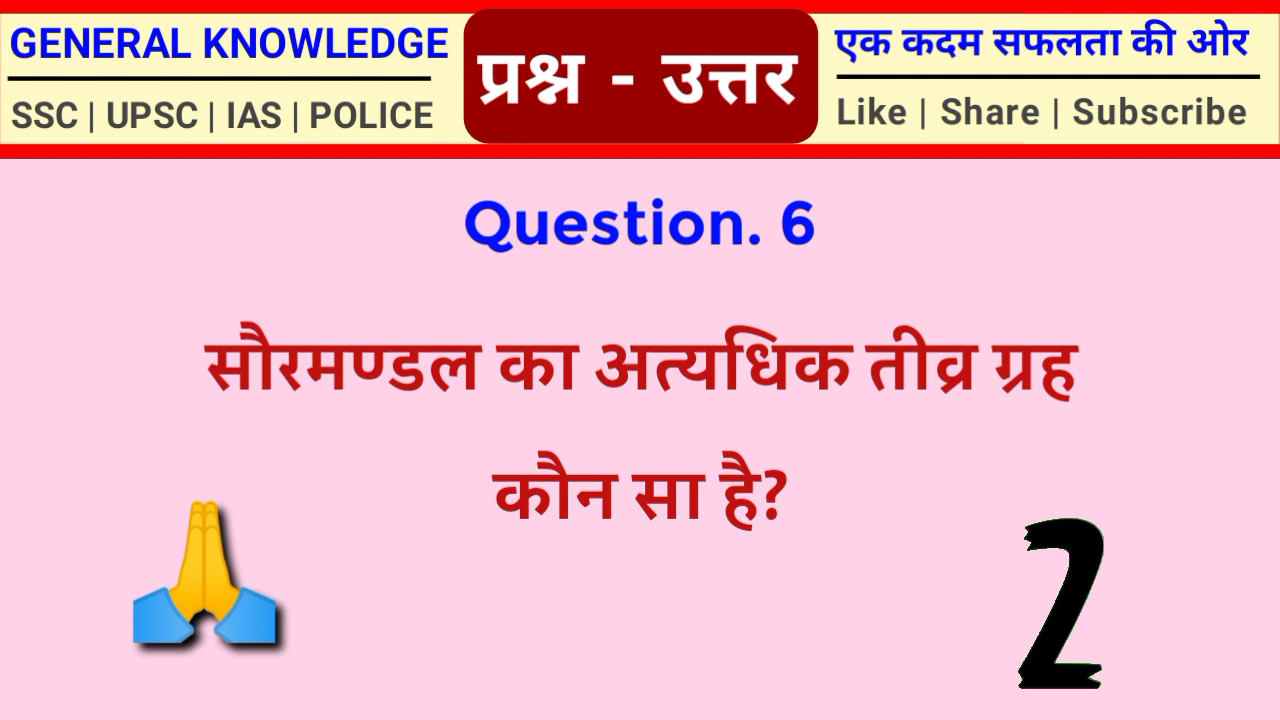 GENERAL KNOWLEDGE
SSC | UPSC | IAS | POLICE
प्रश्न - उत्तर
एक कदम सफलता की ओर
Like | Share | Subscribe
Question. 6
सौरमण्डल का अत्यधिक तीव्र ग्रह
कौन सा है?
2